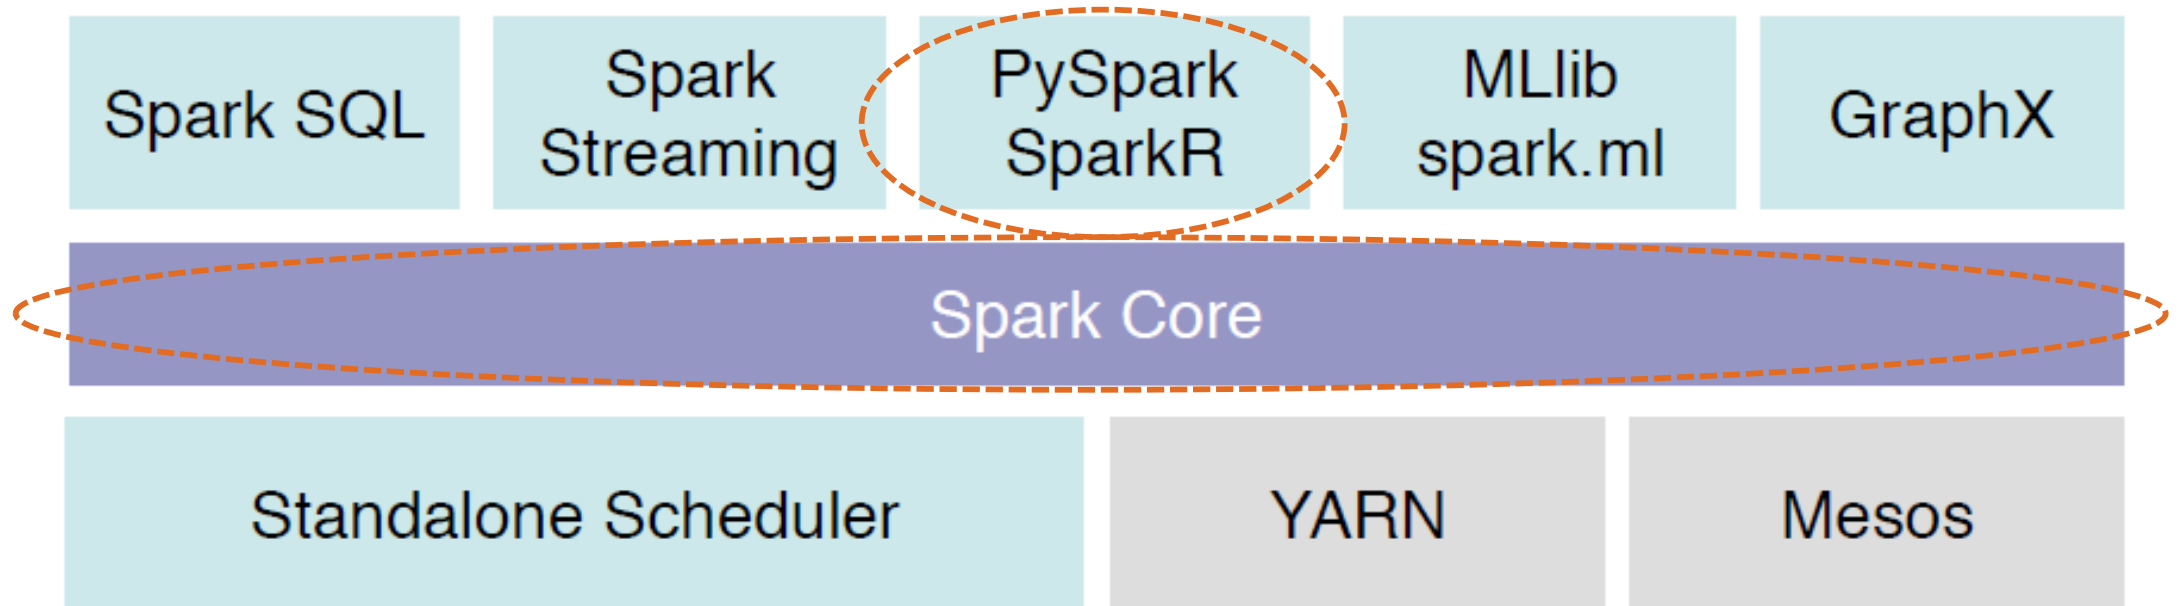 Spark SQL
Spark
Streaming
PySpark
SparkR
MLlib
spark.ml
GraphX
Spark Core
Standalone Scheduler
YARN
Mesos